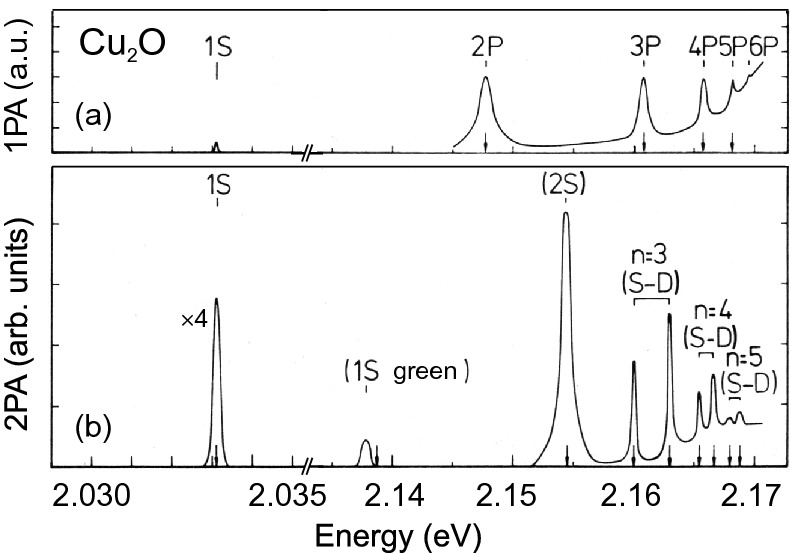 Cu₂O
1S 2P 3P 4P 5P 6P
1PA (a.u.)
(a)
1S (2S)
n=3
(S-D)
n=4
(S-D)
n=5
(S-D)
×4
(1S green)
2PA (arb. units)
(b)
2.030 2.035 2.14 2.15 2.16 2.17
Energy (eV)